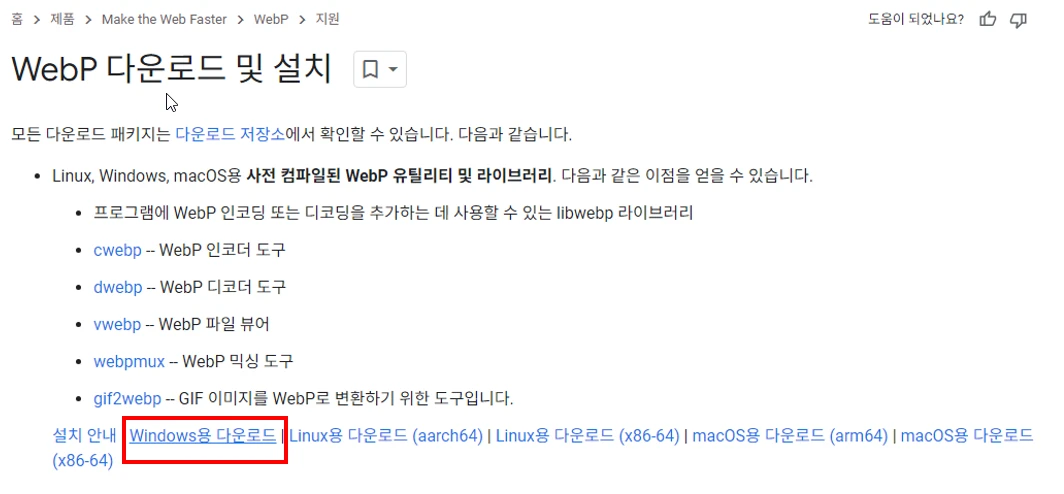 홈 > 제품 > Make the Web Faster > WebP > 지원 도움이 되었나요?
WebP 다운로드 및 설치
모든 다운로드 패키지는 다운로드 저장소에서 확인할 수 있습니다. 다음과 같습니다.
• Linux, Windows, macOS용 사전 컴파일된 WebP 유틸리티 및 라이브러리. 다음과 같은 이점을 얻을 수 있습니다.
• 프로그램에 WebP 인코딩 또는 디코딩을 추가하는 데 사용할 수 있는 libwebp 라이브러리
• cwebp -- WebP 인코더 도구
• dwebp -- WebP 디코더 도구
• vwebp -- WebP 파일 뷰어
• webpmux -- WebP 믹싱 도구
• gif2webp -- GIF 이미지를 WebP로 변환하기 위한 도구입니다.
설치 안내 Windows용 다운로드 | Linux용 다운로드 (aarch64) | Linux용 다운로드 (x86-64) | macOS용 다운로드 (arm64) | macOS용 다운로드
(x86-64)